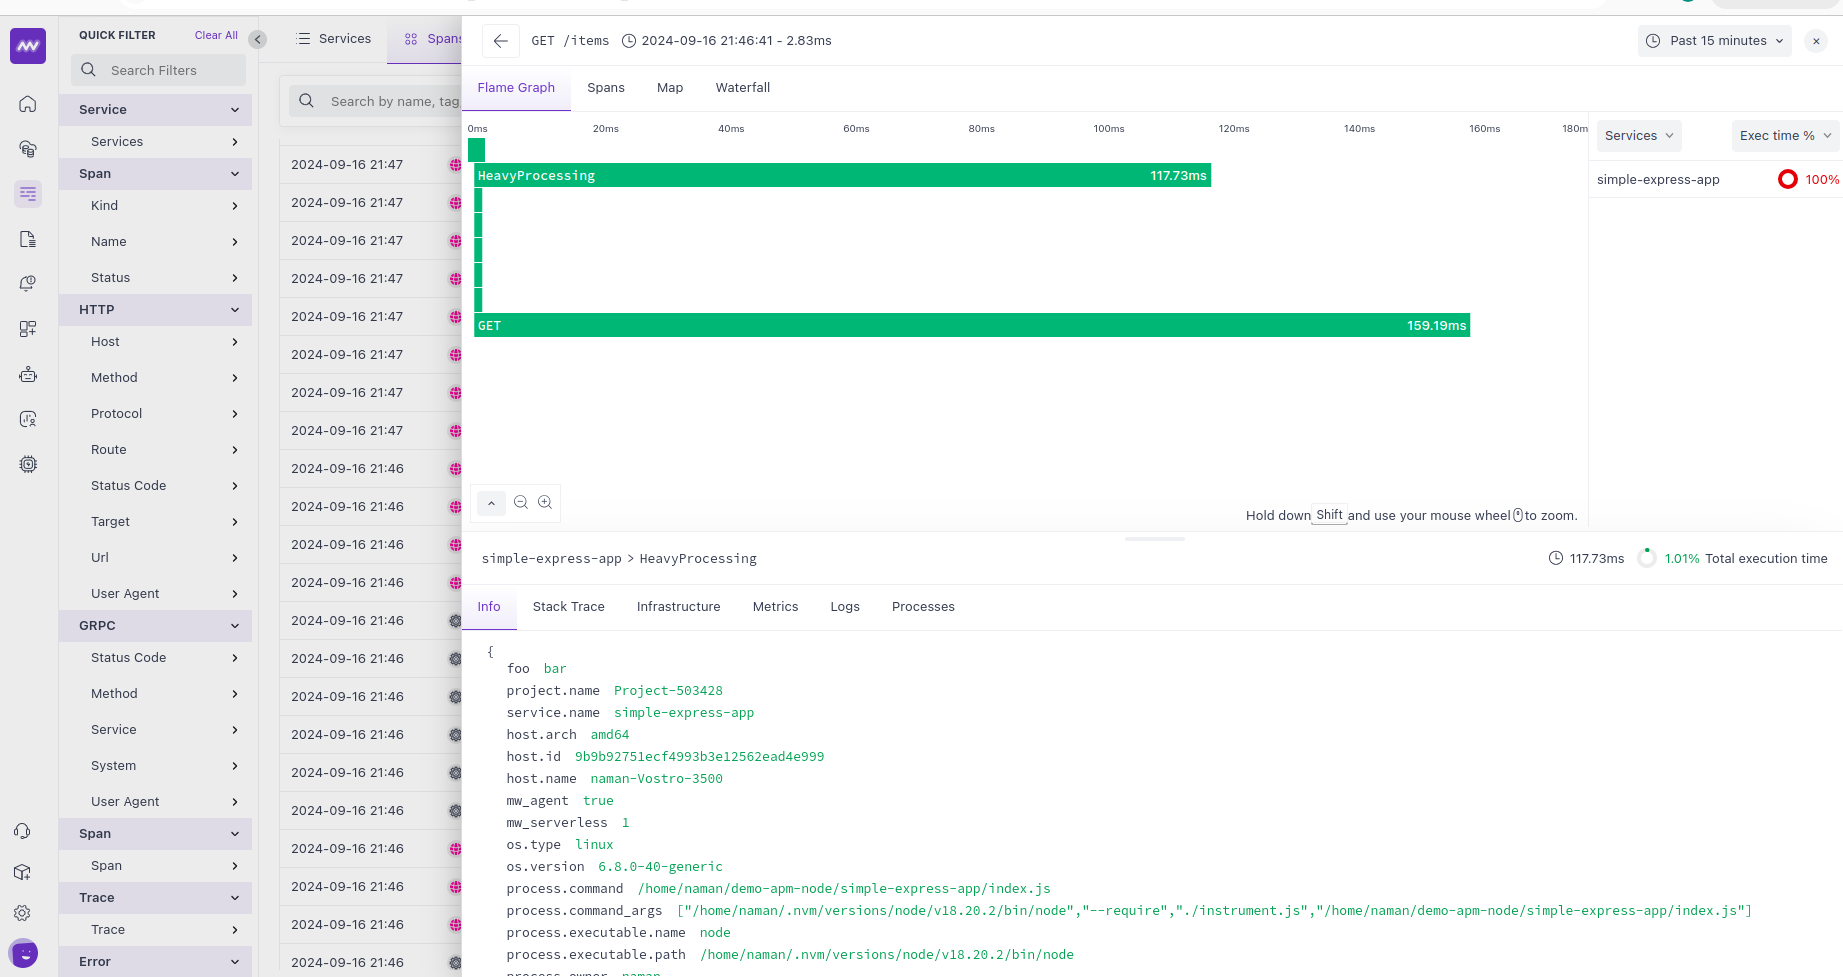 QUICK FILTER
Clear All
Search Filters
Service
Services
Span
Kind
Name
Status
HTTP
Host
Method
Protocol
Route
Status Code
Target
Url
User Agent
GRPC
Status Code
Method
Service
System
User Agent
Span
Span
Trace
Trace
Error
Services
Spans
Search by name, tag
2024-09-16 21:47
2024-09-16 21:47
2024-09-16 21:47
2024-09-16 21:47
2024-09-16 21:47
2024-09-16 21:47
2024-09-16 21:47
2024-09-16 21:47
2024-09-16 21:46
2024-09-16 21:46
2024-09-16 21:46
2024-09-16 21:46
2024-09-16 21:46
2024-09-16 21:46
2024-09-16 21:46
2024-09-16 21:46
2024-09-16 21:46
2024-09-16 21:46
2024-09-16 21:46
2024-09-16 21:46
2024-09-16 21:46
2024-09-16 21:46
GET /items 2024-09-16 21:46:41 - 2.83ms
Past 15 minutes
Flame Graph Spans Map Waterfall
0ms 20ms 40ms 60ms 80ms 100ms 120ms 140ms 160ms 180m
HeavyProcessing 117.73ms
GET 159.19ms
Services Exec time %
simple-express-app 100%
Hold down Shift and use your mouse wheel to zoom.
simple-express-app > HeavyProcessing
117.73ms 1.01% Total execution time
Info Stack Trace Infrastructure Metrics Logs Processes
{
foo bar
project.name Project-503428
service.name simple-express-app
host.arch amd64
host.id 9b9b92751ecf4993b3e12562ead4e999
host.name naman-Vostro-3500
mw_agent true
mw_serverless 1
os.type linux
os.version 6.8.0-40-generic
process.command /home/naman/demo-apm-node/simple-express-app/index.js
process.command_args ["/home/naman/.nvm/versions/node/v18.20.2/bin/node","--require","./instrument.js","/home/naman/demo-apm-node/simple-express-app/index.js"]
process.executable.name node
process.executable.path /home/naman/.nvm/versions/node/v18.20.2/bin/node
process.owner naman